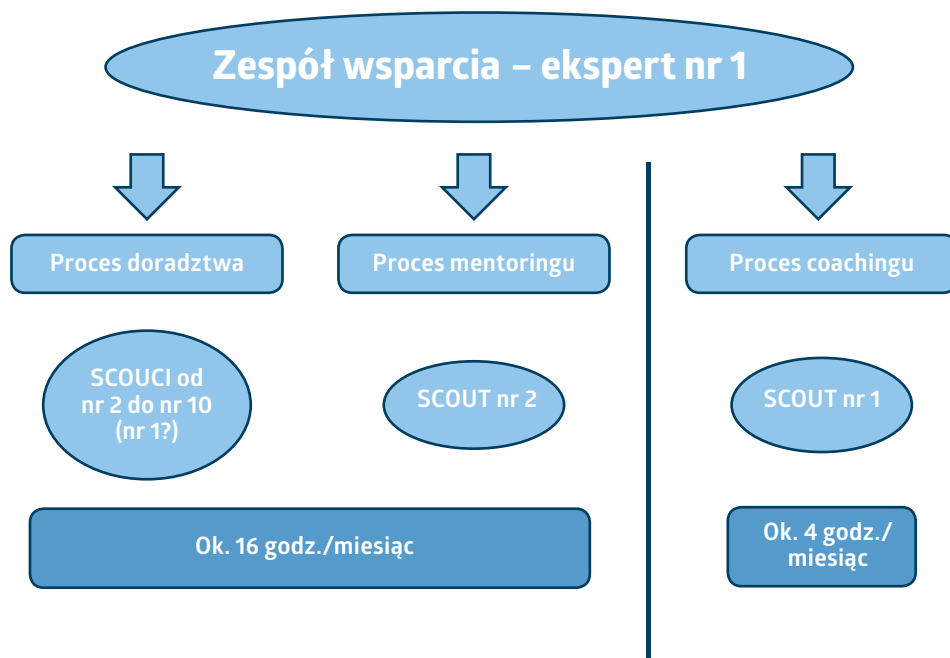 Zespół wsparcia – ekspert nr 1
Proces doradztwa
Proces mentoringu
Proces coachingu
SCOUCI od
nr 2 do nr 10
(nr 1?)
SCOUT nr 2
SCOUT nr 1
Ok. 16 godz./miesiąc
Ok. 4 godz./
miesiąc